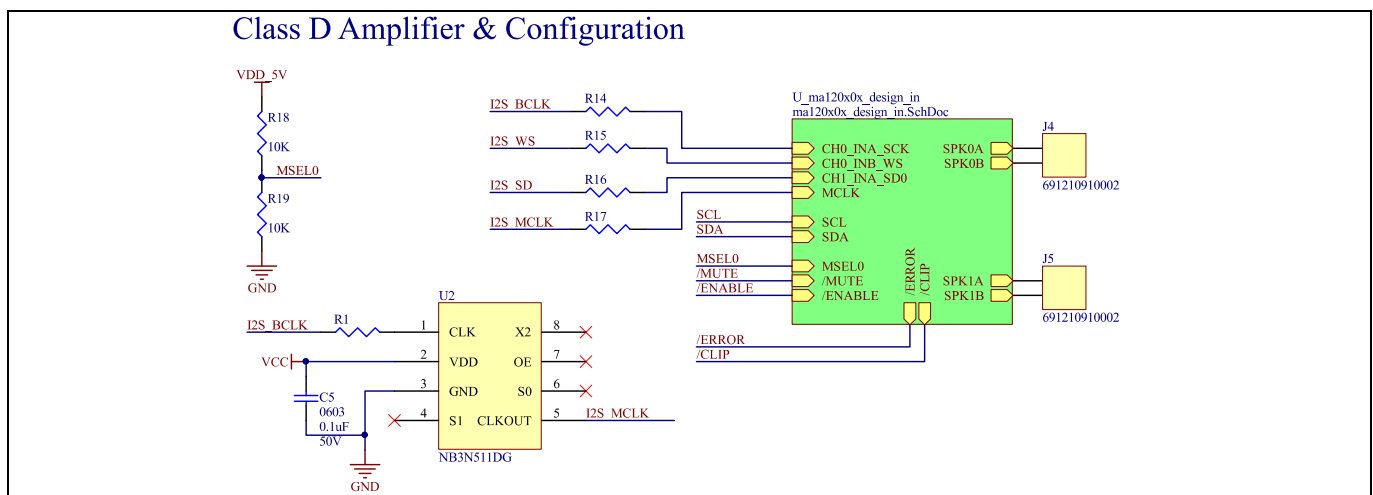 Class D Amplifier & Configuration
VDD_5V
R18
10K
MSEL0
R19
10K
GND
I2S_BCLK
R14
I2S_WS
R15
I2S_SD
R16
I2S_MCLK
R17
SCL
SDA
MSEL0
/MUTE
/ENABLE
/ERROR
/CLIP
U_ma120x0x_design_in
ma120x0x_design_in.SchDoc
CH0_INA_SCK
CH0_INB_WS
CH1_INA_SD0
MCLK
SCL
SDA
MSEL0
/MUTE
/ENABLE
/ERROR
/CLIP
SPK0A
SPK0B
SPK1A
SPK1B
J4
691210910002
J5
691210910002
U2
I2S_BCLK
R1
1
CLK
X2
8
VCC
2
VDD
OE
7
3
GND
S0
6
4
S1
CLKOUT
5
I2S_MCLK
C5
0603
0.1uF
50V
NB3N511DG
GND